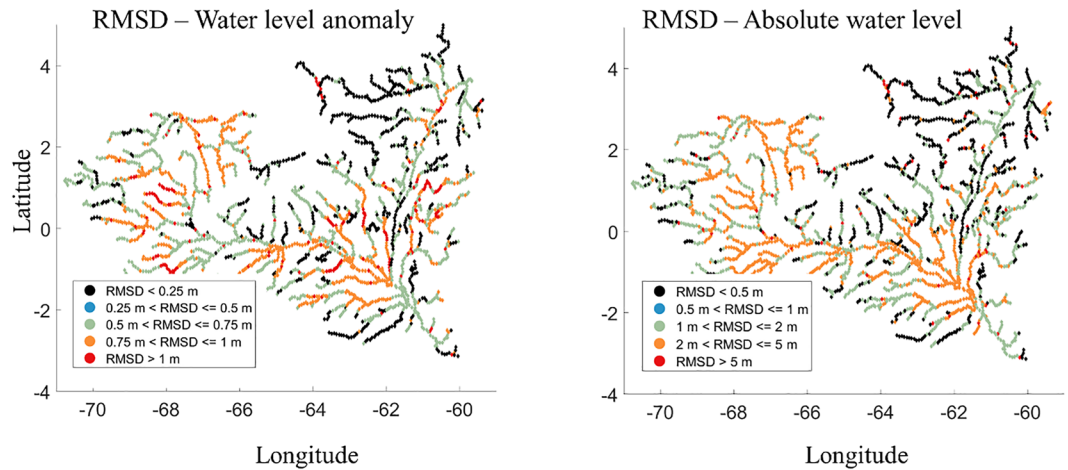 RMSD – Water level anomaly
4
2
0
-2
-4
Latitude
RMSD < 0.25 m
0.25 m < RMSD <= 0.5 m
0.5 m < RMSD <= 0.75 m
0.75 m < RMSD <= 1 m
RMSD > 1 m
-70 -68 -66 -64 -62 -60
Longitude
RMSD – Absolute water level
4
2
0
-2
-4
RMSD < 0.5 m
0.5 m < RMSD <= 1 m
1 m < RMSD <= 2 m
2 m < RMSD <= 5 m
RMSD > 5 m
-70 -68 -66 -64 -62 -60
Longitude